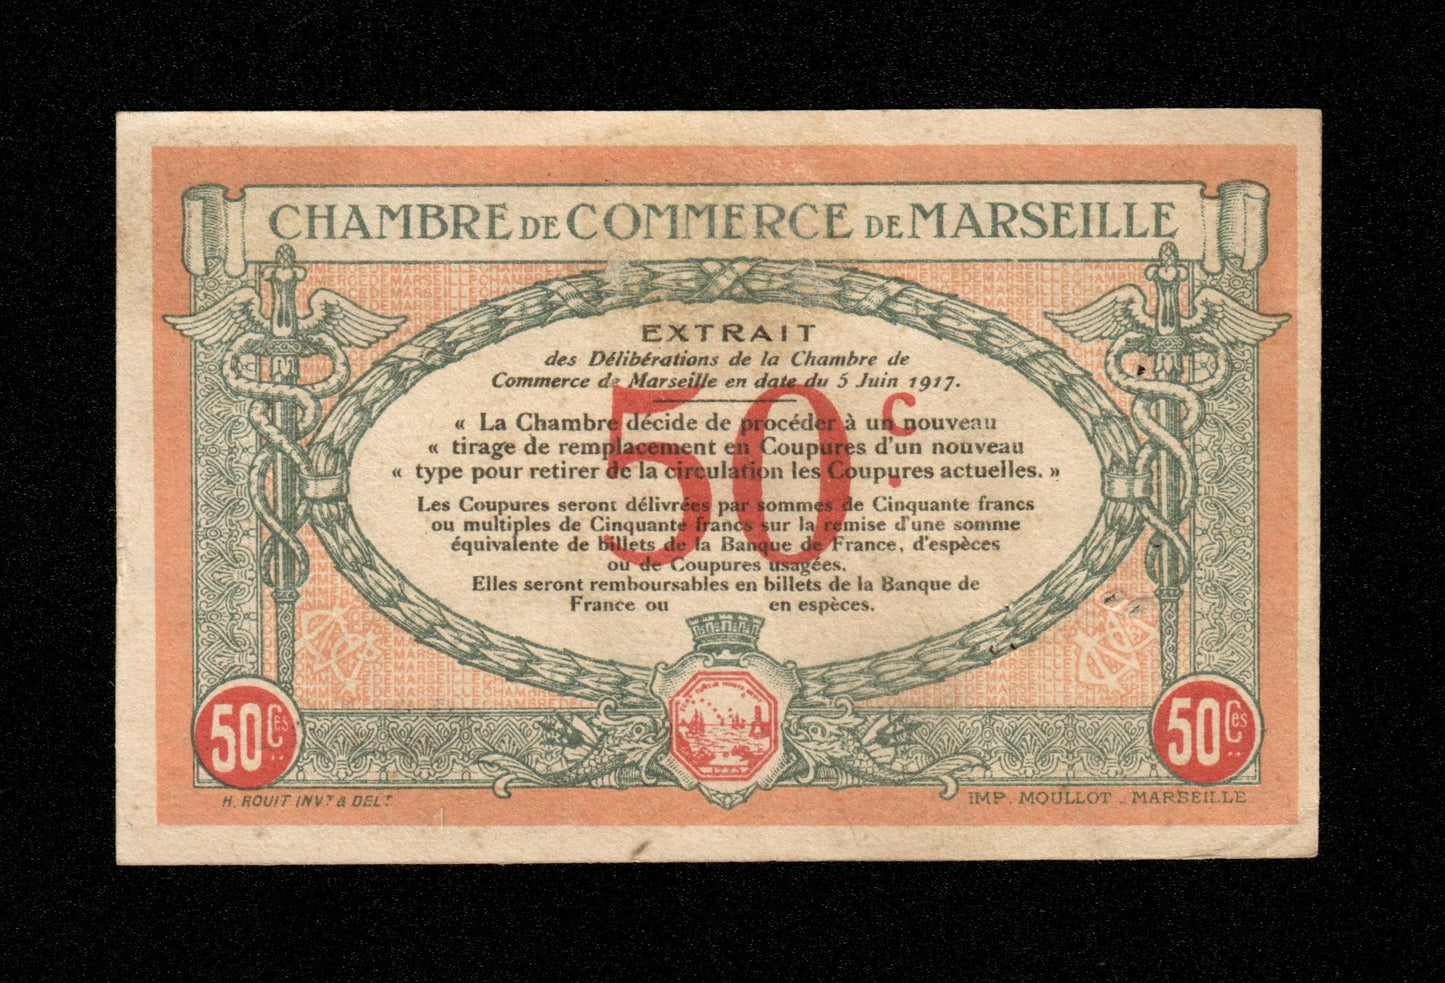 CHAMBRE DE COMMERCE DE MARSEILLE
EXTRAIT
des Délibérations de la Chambre de
Commerce de Marseille en date du 5 Juin 1917.
50 c.
« La Chambre décide de procéder à un nouveau
« tirage de remplacement en Coupures d'un nouveau
« type pour retirer de la circulation les Coupures actuelles. »
Les Coupures seront délivrées par sommes de Cinquante francs
ou multiples de Cinquante francs sur la remise d'une somme
équivalente de billets de la Banque de France, d'espèces
ou de Coupures usagées.
Elles seront remboursables en billets de la Banque de
France ou en espèces.
50 Ces
50 Ces
H. ROUIT INVT & DELT
IMP. MOULLOT _ MARSEILLE